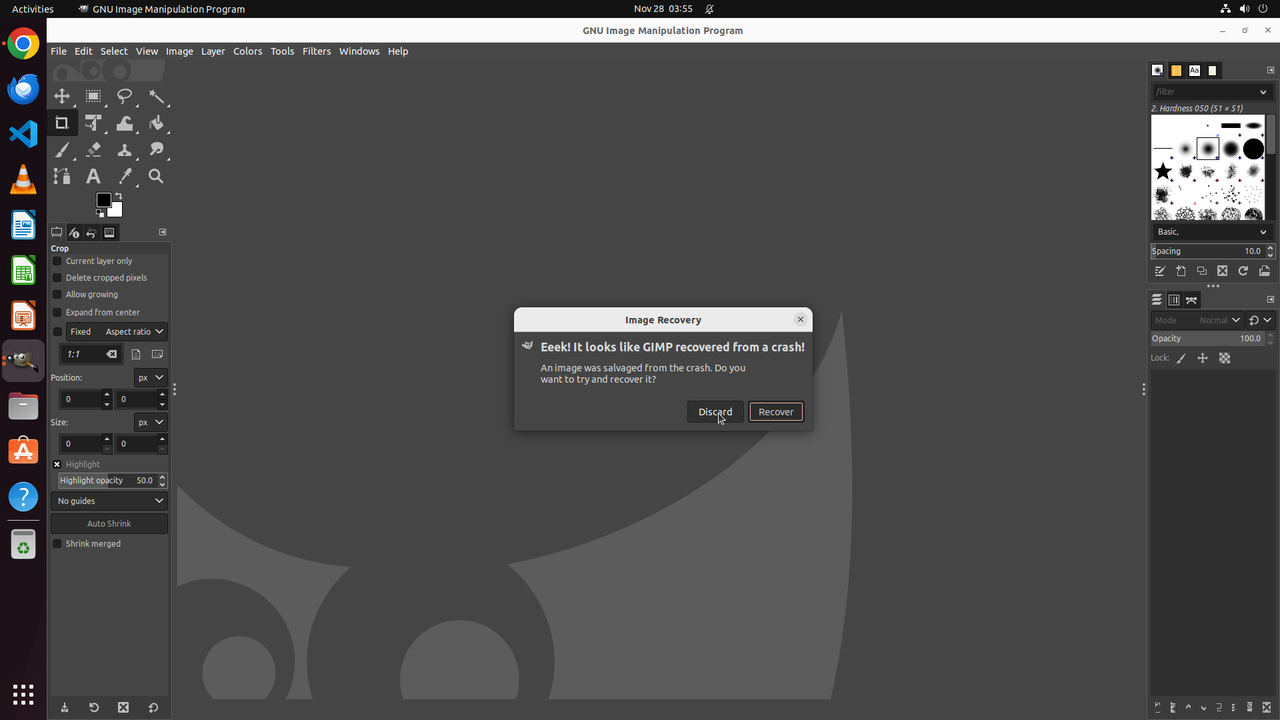 Activities
GNU Image Manipulation Program
Nov 28 03:55
GNU Image Manipulation Program
File Edit Select View Image Layer Colors Tools Filters Windows Help
filter
2. Hardness 050 (51 × 51)
Basic,
Spacing 10.0
Mode Normal
Opacity 100.0
Lock:
Crop
Current layer only
Delete cropped pixels
Allow growing
Expand from center
Fixed Aspect ratio
1:1
Position: px
0 0
Size: px
0 0
Highlight
Highlight opacity 50.0
No guides
Auto Shrink
Shrink merged
Image Recovery
Eeek! It looks like GIMP recovered from a crash!
An image was salvaged from the crash. Do you
want to try and recover it?
Discard Recover